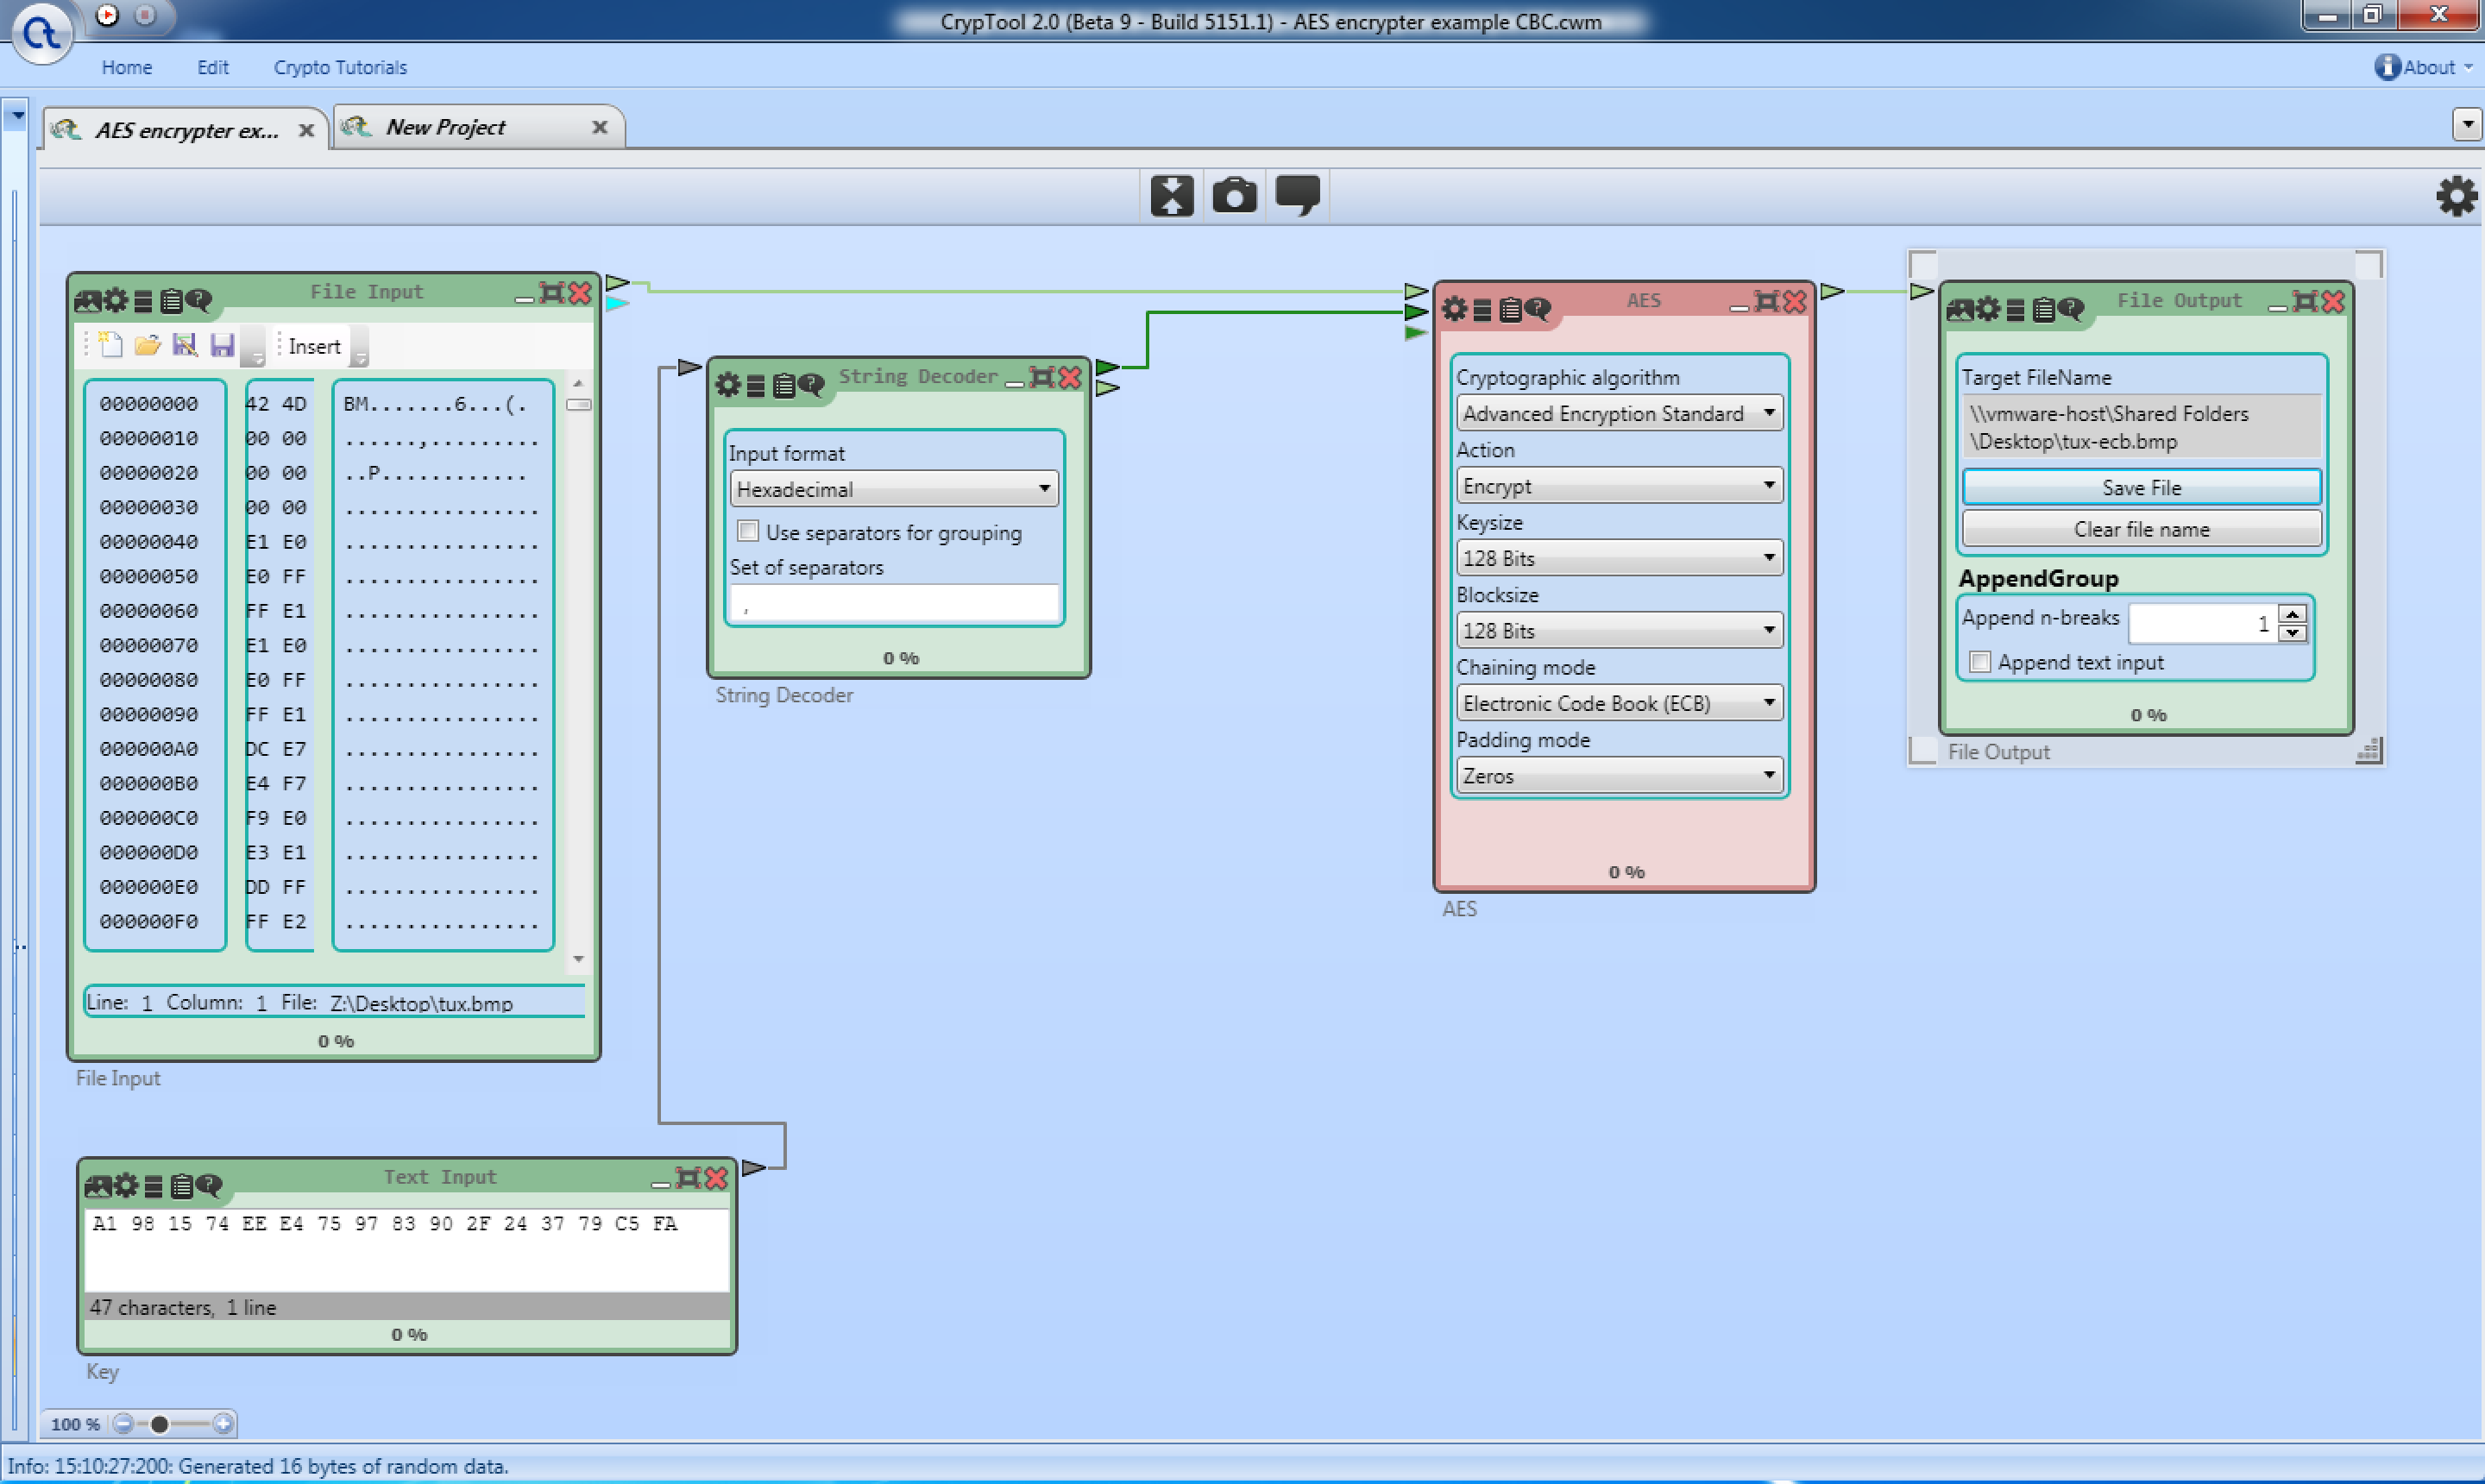 CrypTool 2.0 (Beta 9 - Build 5151.1) - AES encrypter example CBC.cwm
Home Edit Crypto Tutorials About
AES encrypter ex... New Project
File Input
Insert
00000000 42 4D BM.......6...(.
00000010 00 00 ......,.........
00000020 00 00 ..P............
00000030 00 00 ................
00000040 E1 E0 ................
00000050 E0 FF ................
00000060 FF E1 ................
00000070 E1 E0 ................
00000080 E0 FF ................
00000090 FF E1 ................
000000A0 DC E7 ................
000000B0 E4 F7 ................
000000C0 F9 E0 ................
000000D0 E3 E1 ................
000000E0 DD FF ................
000000F0 FF E2 ................
Line: 1 Column: 1 File: Z:\Desktop\tux.bmp
0 %
File Input
String Decoder
Input format
Hexadecimal
Use separators for grouping
Set of separators
,
0 %
String Decoder
AES
Cryptographic algorithm
Advanced Encryption Standard
Action
Encrypt
Keysize
128 Bits
Blocksize
128 Bits
Chaining mode
Electronic Code Book (ECB)
Padding mode
Zeros
0 %
AES
File Output
Target FileName
\\vmware-host\Shared Folders
\Desktop\tux-ecb.bmp
Save File
Clear file name
AppendGroup
Append n-breaks 1
Append text input
0 %
File Output
Text Input
A1 98 15 74 EE E4 75 97 83 90 2F 24 37 79 C5 FA
47 characters, 1 line
0 %
Key
100 %
Info: 15:10:27:200: Generated 16 bytes of random data.